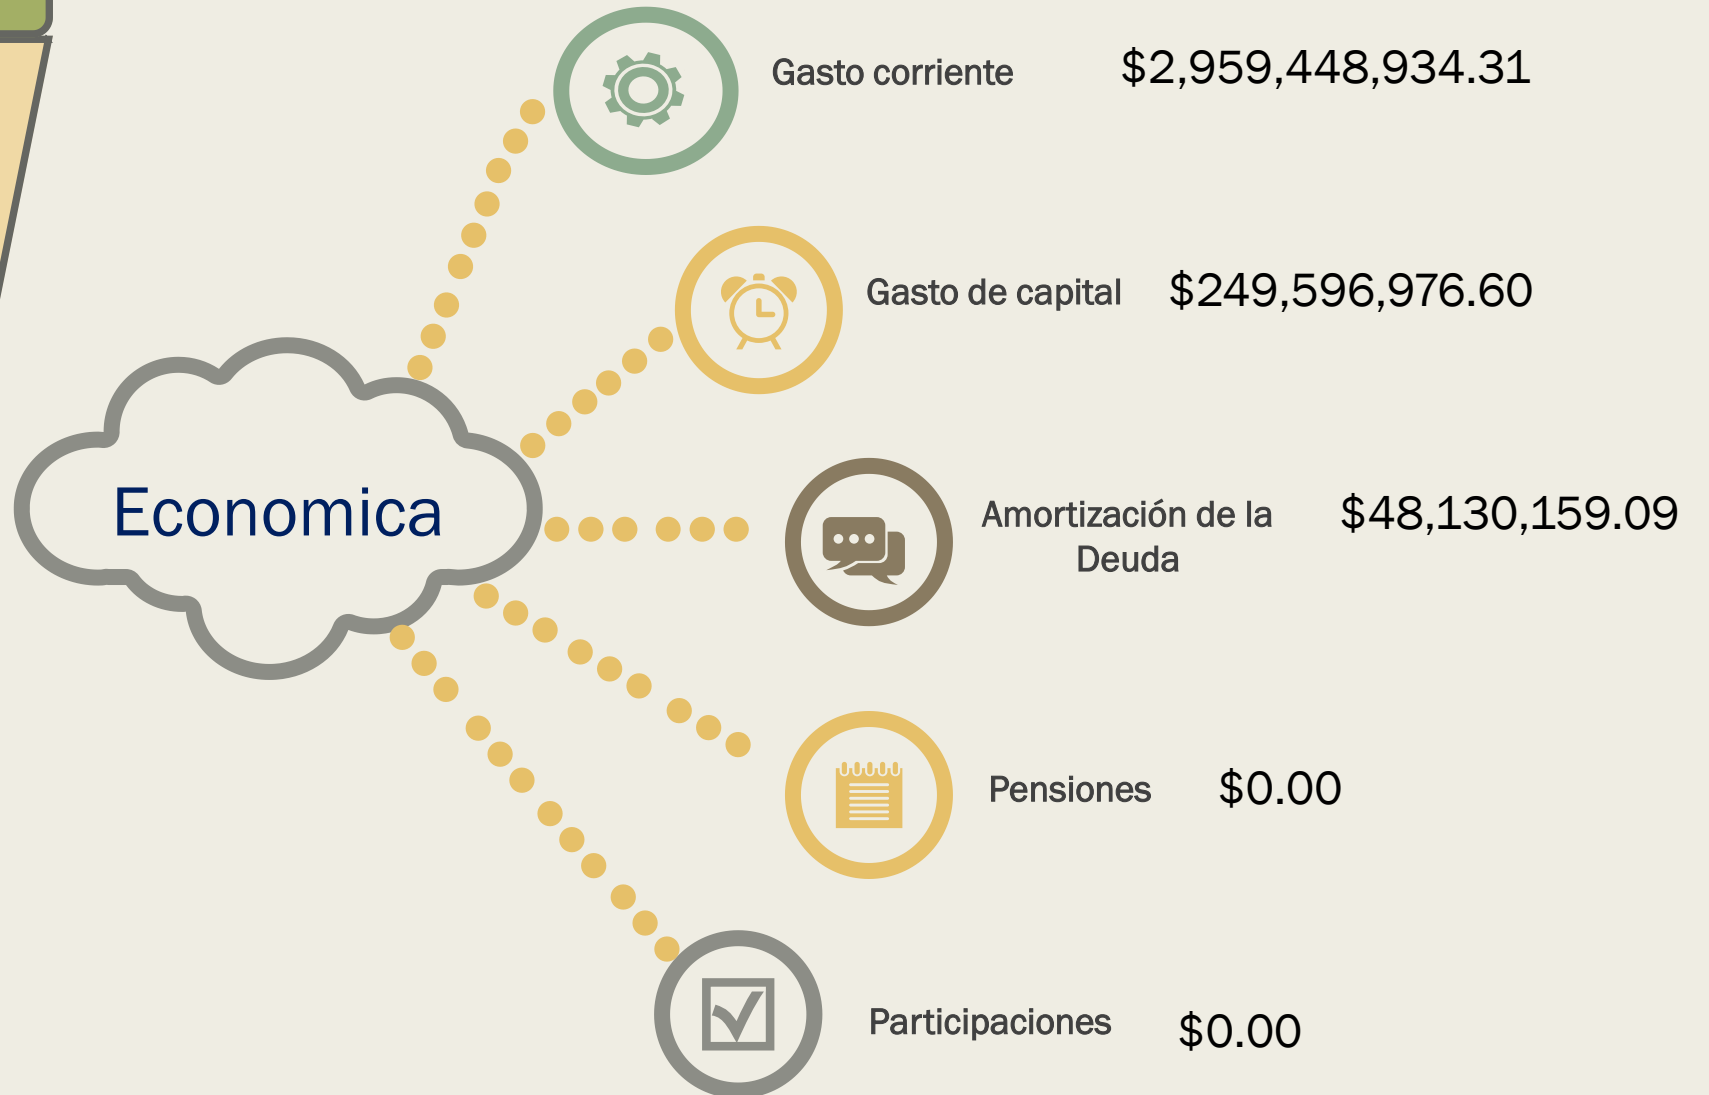 Gasto corriente $2,959,448,934.31
Gasto de capital $249,596,976.60
Economica
Amortización de la $48,130,159.09
Deuda
Pensiones $0.00
Participaciones $0.00